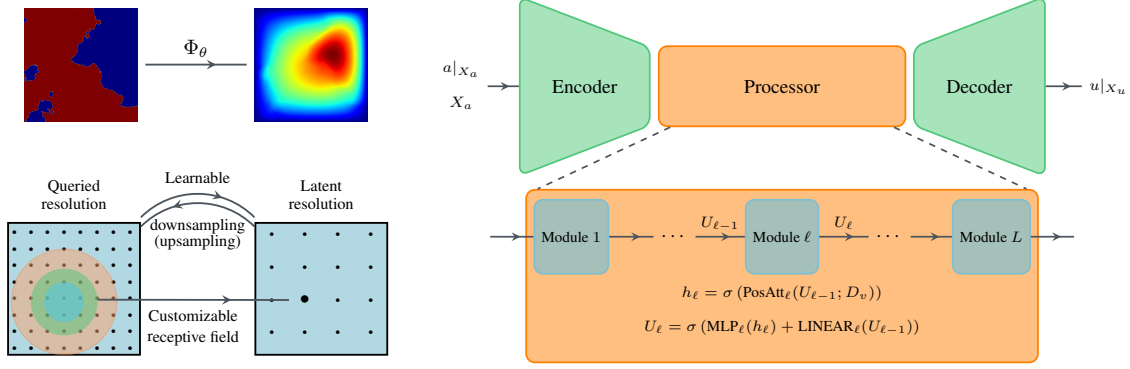 Φ_θ
Queried
resolution
Learnable
Latent
resolution
downsampling
(upsampling)
Customizable
receptive field
a|_{X_a}
X_a
Encoder
Processor
Decoder
u|_{X_u}
Module 1
· · ·
U_{ℓ−1}
Module ℓ
U_ℓ
· · ·
Module L
h_ℓ = σ (PosAtt_ℓ(U_{ℓ−1}; D_v))
U_ℓ = σ (MLP_ℓ(h_ℓ) + LINEAR_ℓ(U_{ℓ−1}))